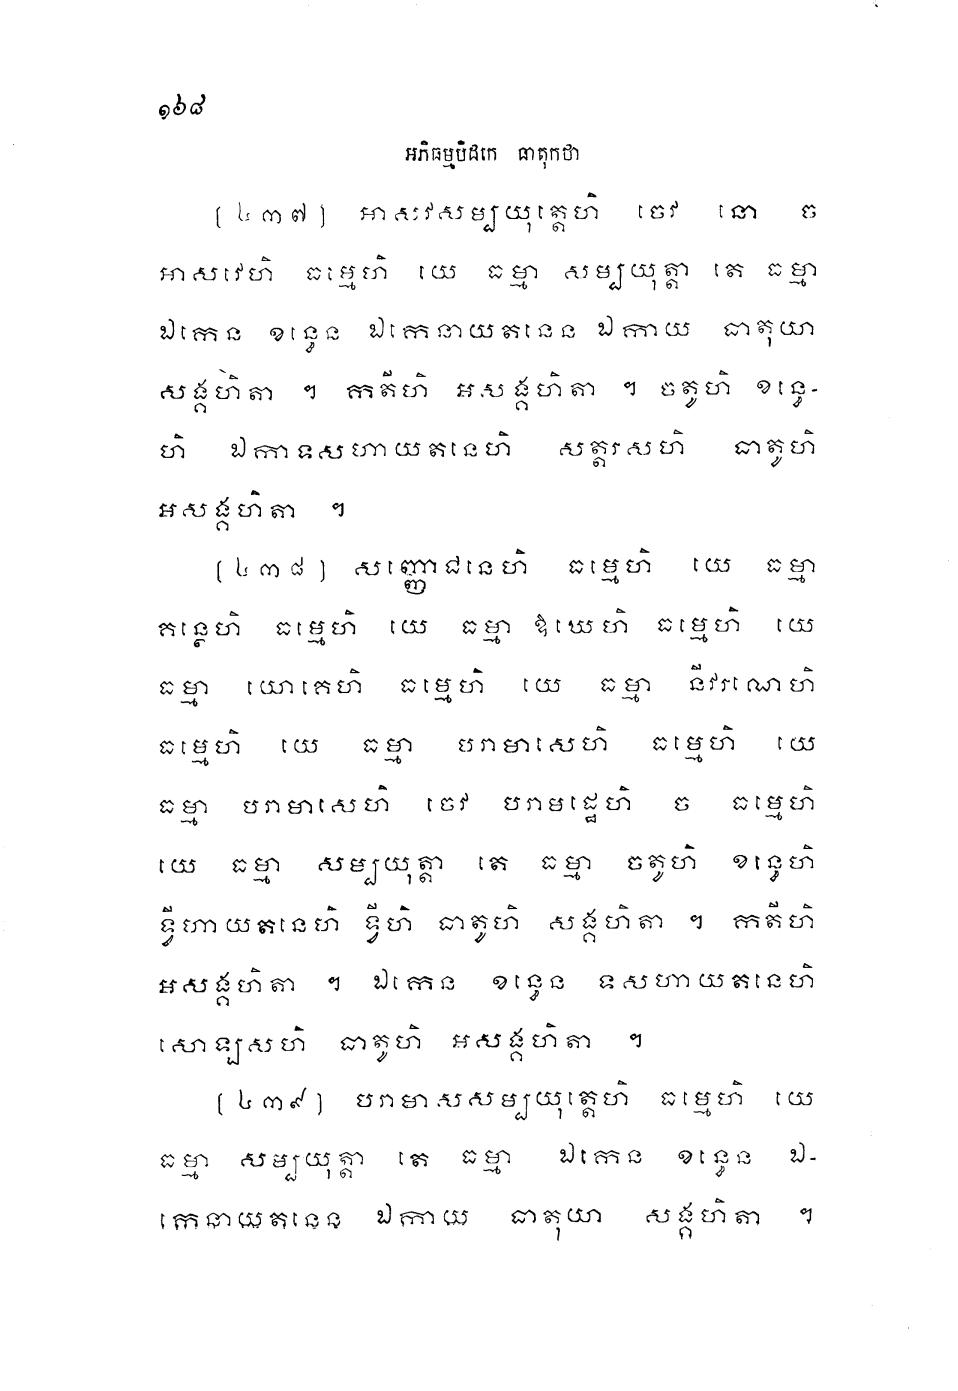 ១៦៨
អភិធម្មបិដកេ ធាតុកថា
(៤៣៧) អាសវសម្បយុត្តេហិ ចេវ នោ ច
អាសវេហិ ធម្មេហិ យេ ធម្មា សម្បយុត្តា តេ ធម្មា
ឯកេន ខន្ធេន ឯកេនាយតនេន ឯកាយ ធាតុយា
សង្គហិតា ។ កតីហិ អសង្គហិតា ។ ចតូហិ ខន្ធេ-
ហិ ឯកាទសហាយតនេហិ សត្តរសហិ ធាតូហិ
អសង្គហិតា ។
(៤៣៨) សញ្ញោជនេហិ ធម្មេហិ យេ ធម្មា
គន្ថេហិ ធម្មេហិ យេ ធម្មា ឱឃេហិ ធម្មេហិ យេ
ធម្មា យោគេហិ ធម្មេហិ យេ ធម្មា នីវរណេហិ
ធម្មេហិ យេ ធម្មា បរាមាសេហិ ធម្មេហិ យេ
ធម្មា បរាមាសេហិ ចេវ បរាមដ្ឋេហិ ច ធម្មេហិ
យេ ធម្មា សម្បយុត្តា តេ ធម្មា ចតូហិ ខន្ធេហិ
ទ្វីហាយតនេហិ ទ្វីហិ ធាតូហិ សង្គហិតា ។ កតីហិ
អសង្គហិតា ។ ឯកេន ខន្ធេន ទសហាយតនេហិ
សោឡសហិ ធាតូហិ អសង្គហិតា ។
(៤៣៩) បរាមាសសម្បយុត្តេហិ ធម្មេហិ យេ
ធម្មា សម្បយុត្តា តេ ធម្មា ឯកេន ខន្ធេន ឯ-
កេនាយតនេន ឯកាយ ធាតុយា សង្គហិតា ។